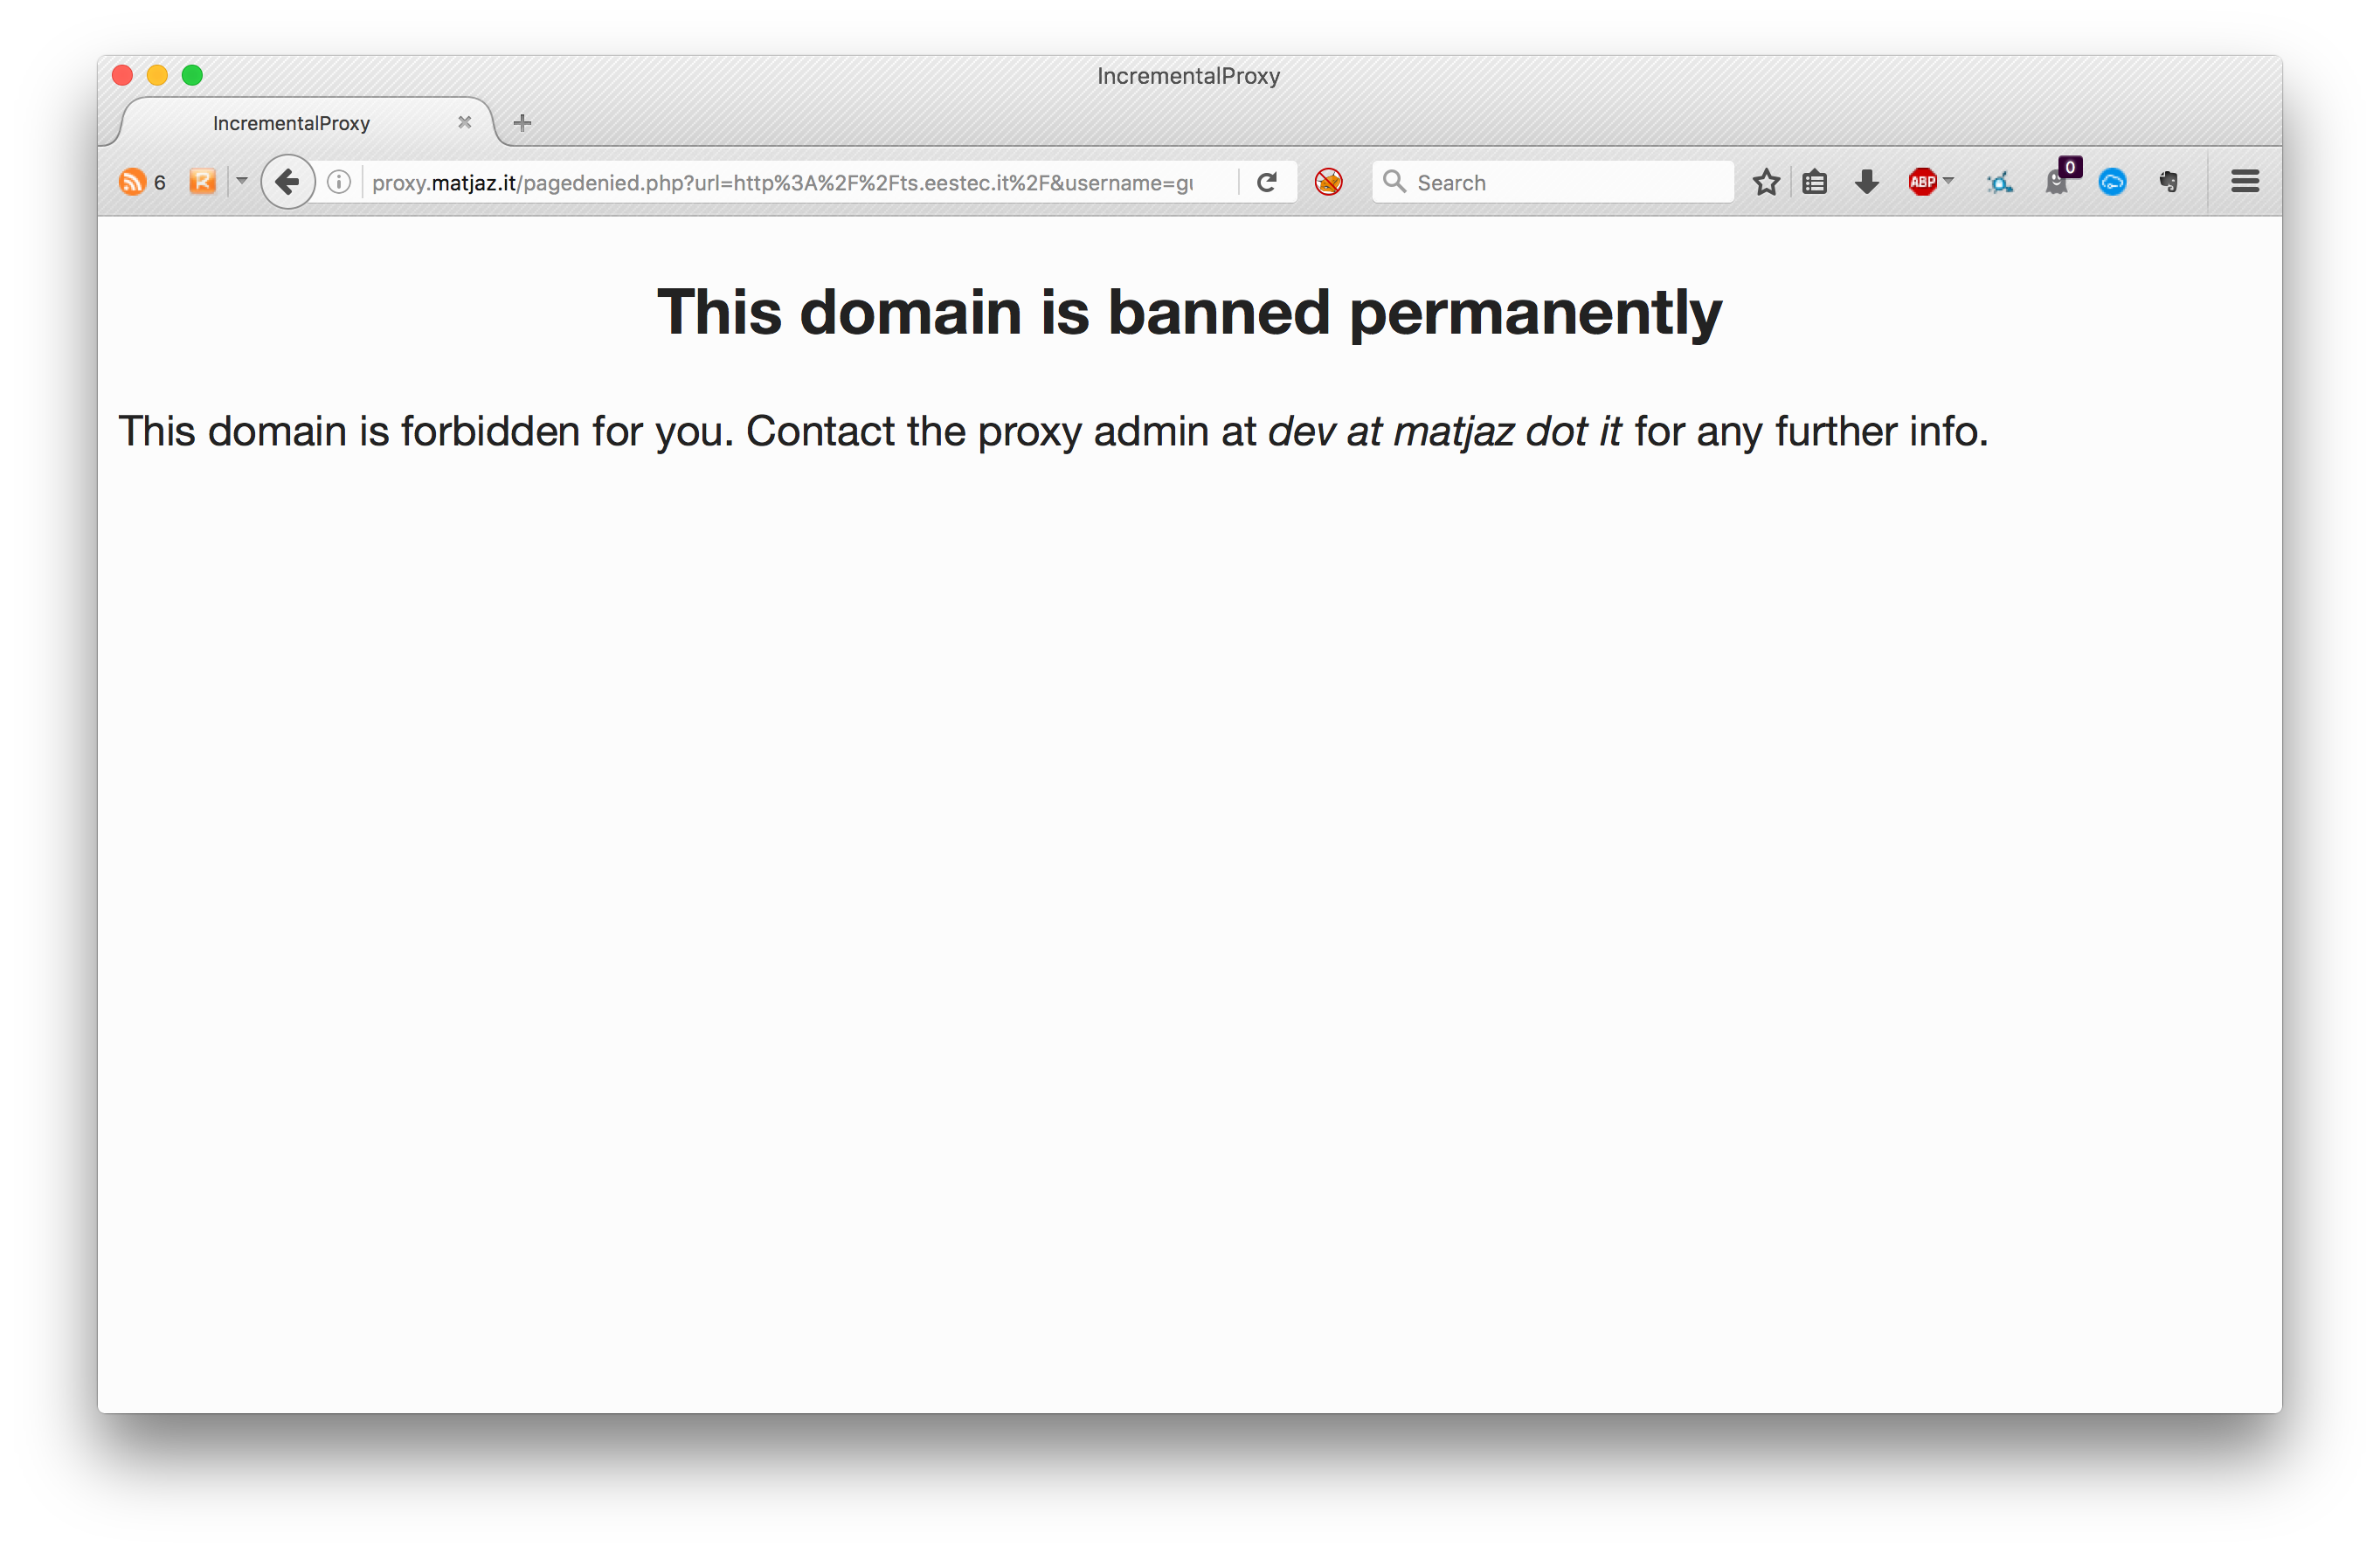 IncrementalProxy
IncrementalProxy
6
proxy.matjaz.it/pagedenied.php?url=http%3A%2F%2Fts.eestec.it%2F&username=gu
Search
ABP
0
This domain is banned permanently
This domain is forbidden for you. Contact the proxy admin at dev at matjaz dot it for any further info.